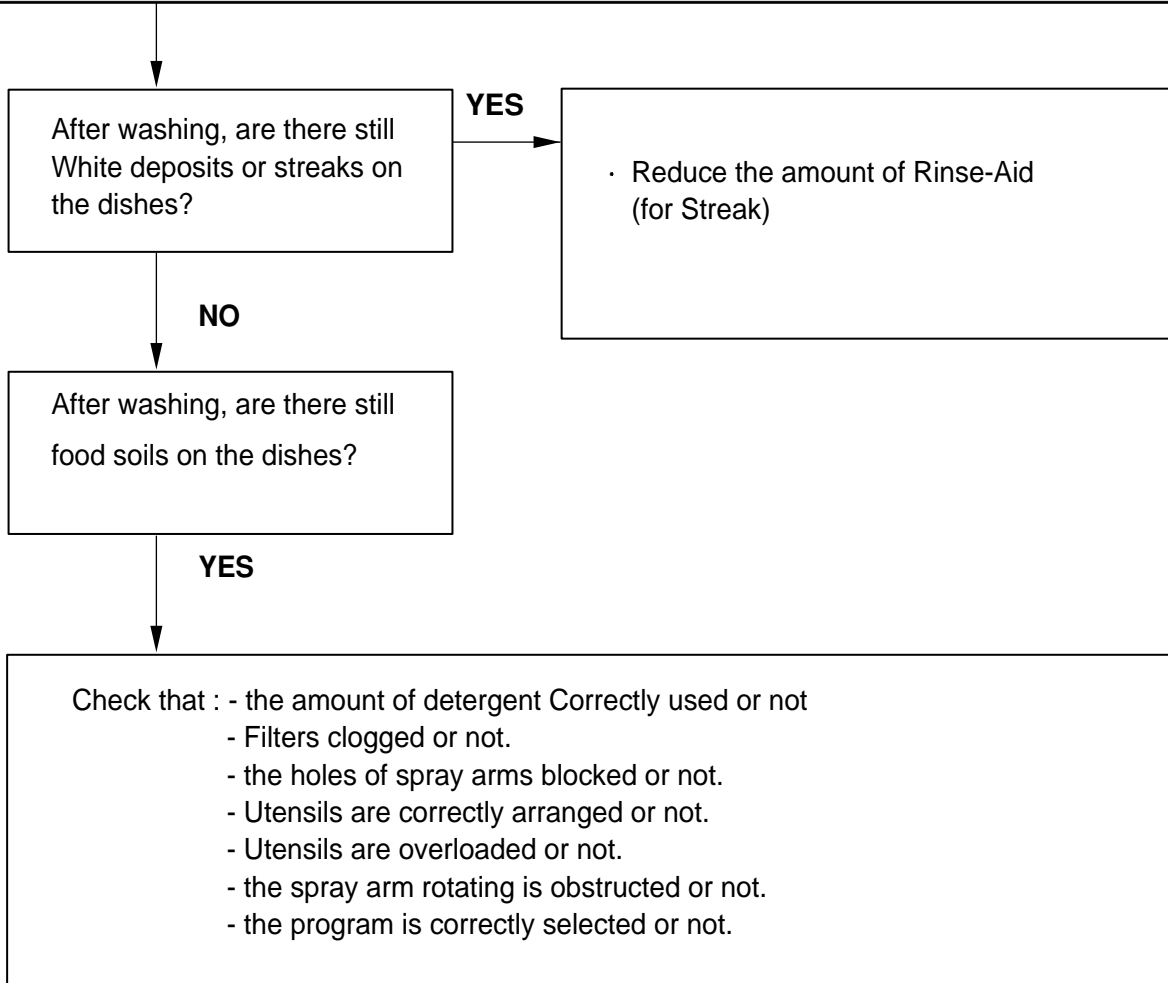 After washing, are there still
White deposits or streaks on
the dishes?
YES
· Reduce the amount of Rinse-Aid
(for Streak)
NO
After washing, are there still
food soils on the dishes?
YES
Check that : - the amount of detergent Correctly used or not
- Filters clogged or not.
- the holes of spray arms blocked or not.
- Utensils are correctly arranged or not.
- Utensils are overloaded or not.
- the spray arm rotating is obstructed or not.
- the program is correctly selected or not.